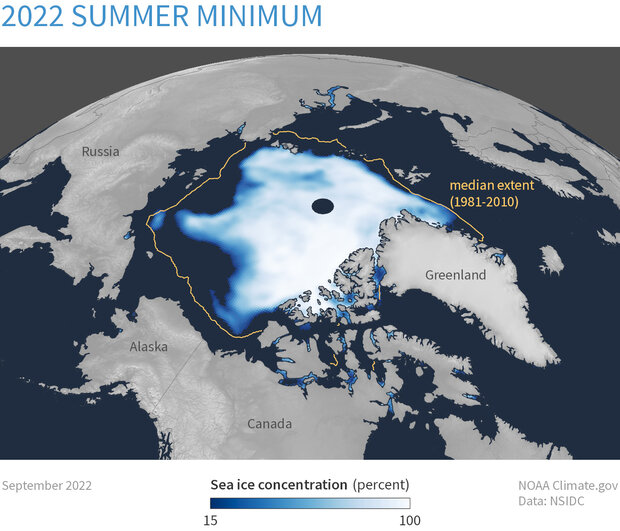 2022 SUMMER MINIMUM
Russia
median extent
(1981-2010)
Greenland
Alaska
Canada
September 2022
Sea ice concentration (percent)
15
100
NOAA Climate.gov
Data: NSIDC